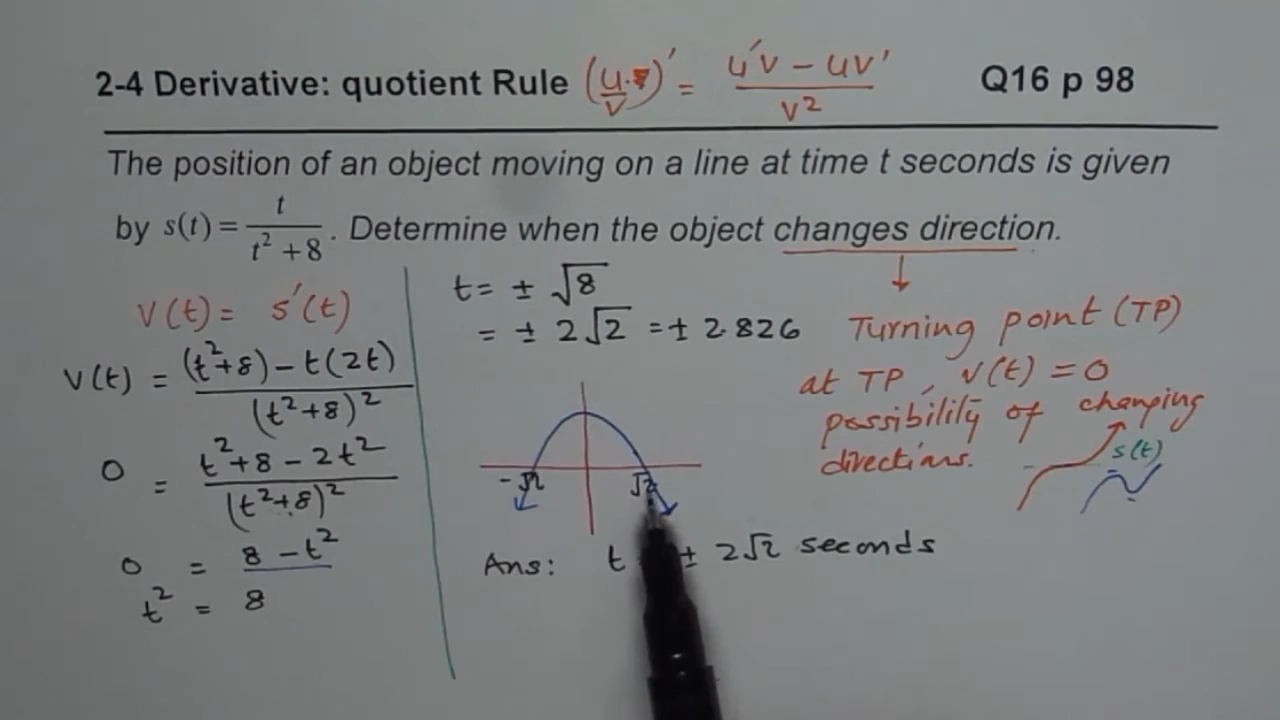 2-4 Derivative: quotient Rule (u/v)' = u'v - uv' / v² Q16 p 98
The position of an object moving on a line at time t seconds is given
by s(t) = t / t² + 8 . Determine when the object changes direction.
V(t) = s'(t)
V(t) = (t²+8) - t(2t) / (t²+8)²
0 = t²+8 - 2t² / (t²+8)²
0 = 8 - t²
t² = 8
t = ± √8
= ± 2√2 = ± 2.826
-√2 √2
Ans: t ± 2√2 seconds
Turning point (TP)
at TP, v(t) = 0
possibility of changing
directions.
s(t)